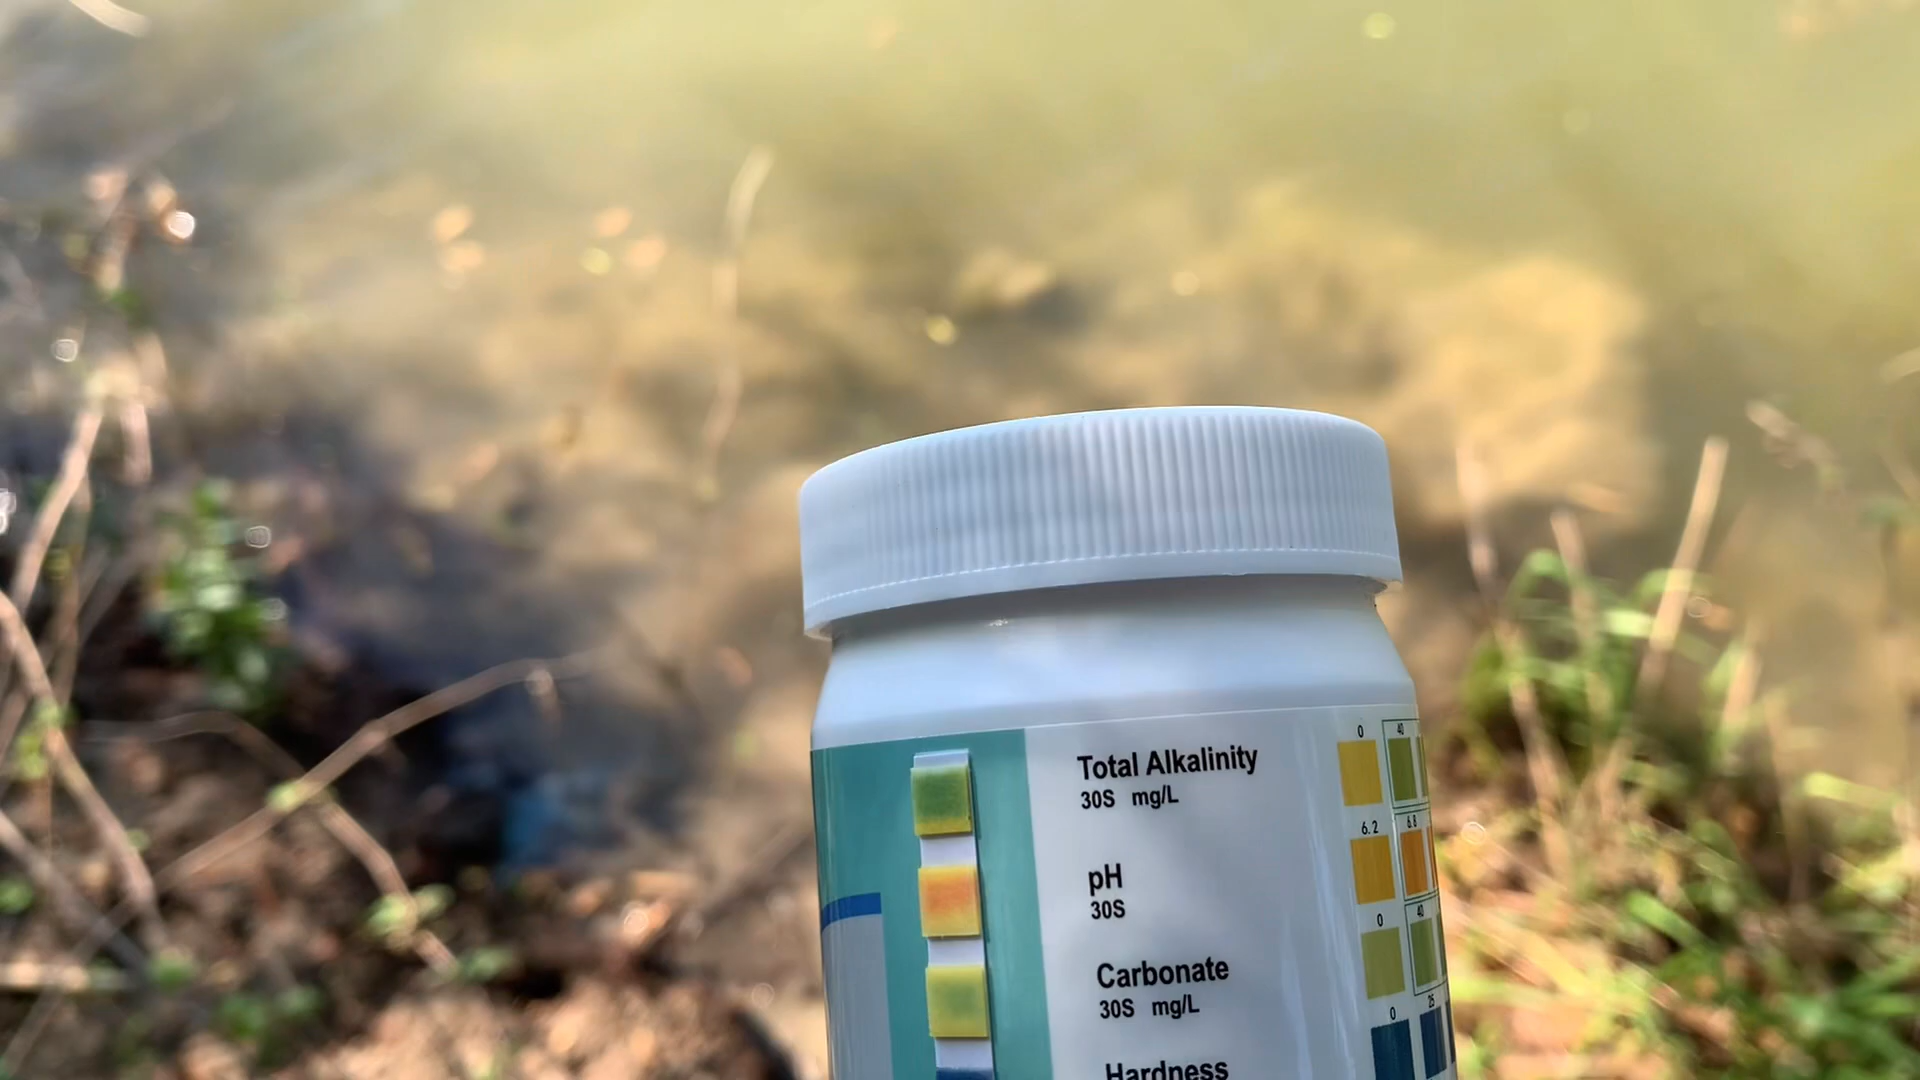 Total Alkalinity
30S mg/L
0 40
pH
30S
6.2 6.8
Carbonate
30S mg/L
0 40
Hardness
0 25